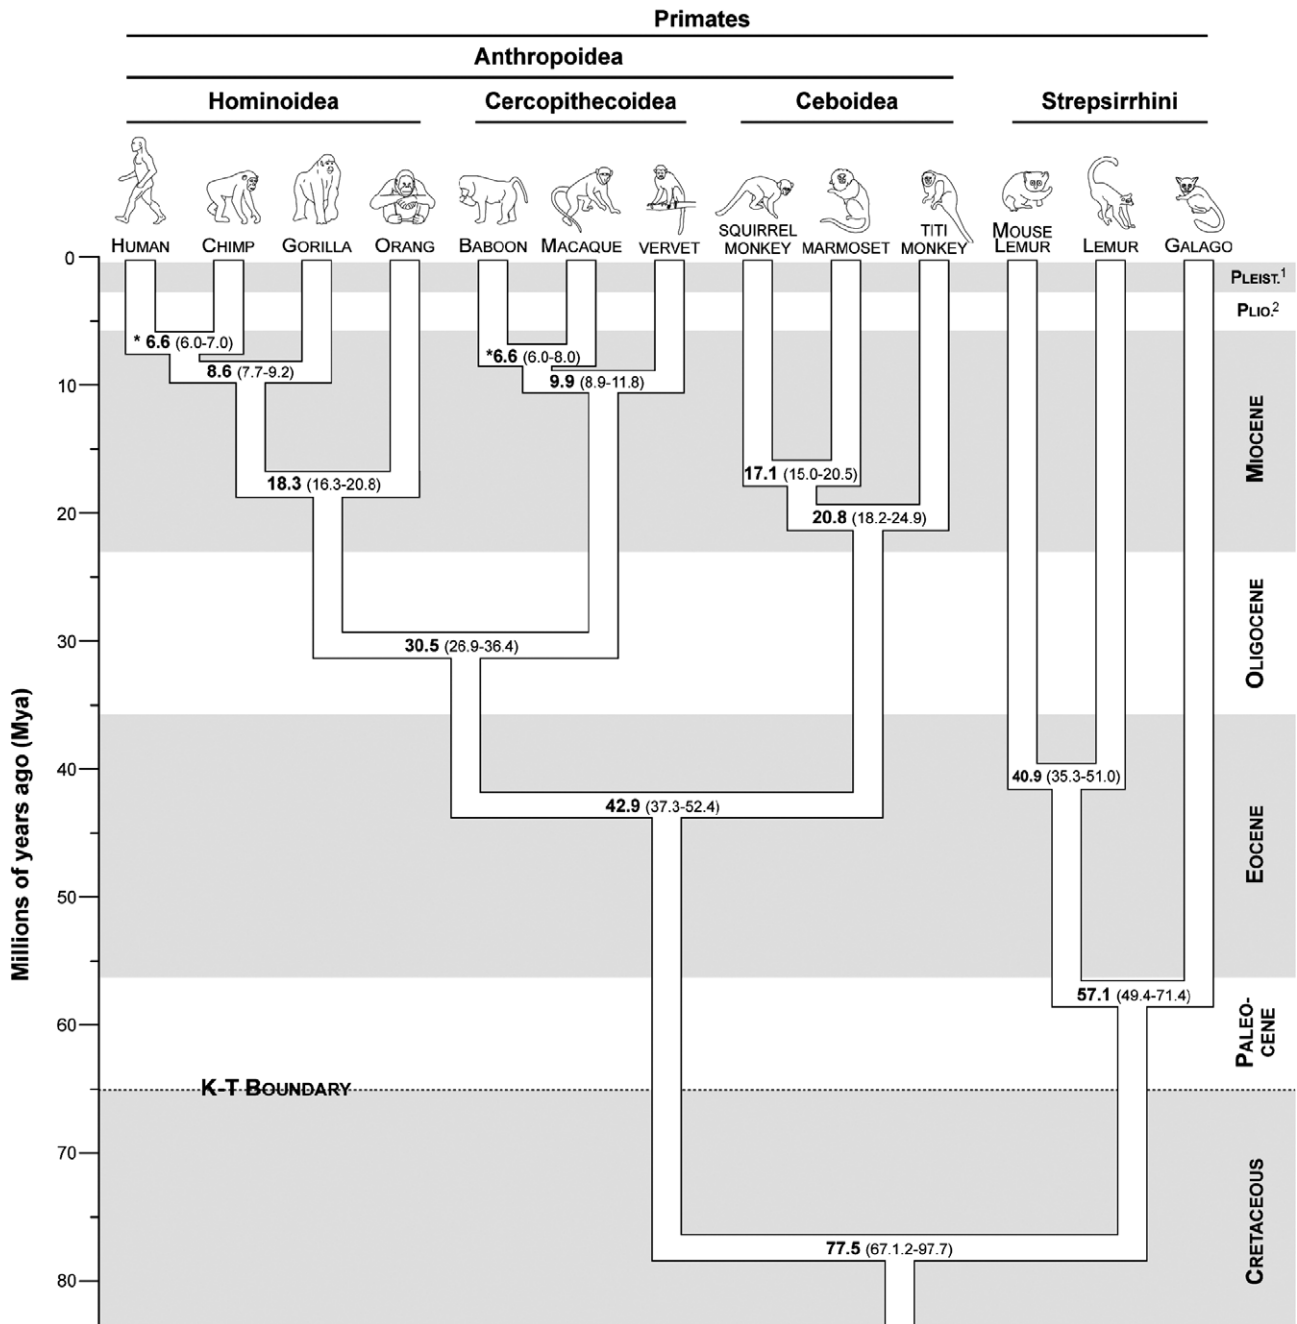 Primates
Anthropoidea
Hominoidea Cercopithecoidea Ceboidea Strepsirrhini
HUMAN CHIMP GORILLA ORANG BABOON MACAQUE VERVET SQUIRREL MONKEY MARMOSET TITI MONKEY MOUSE LEMUR LEMUR GALAGO
0
PLEIST.1
PLIO.2
* 6.6 (6.0-7.0)
*6.6 (6.0-8.0)
8.6 (7.7-9.2)
9.9 (8.9-11.8)
10
MIOCENE
17.1 (15.0-20.5)
18.3 (16.3-20.8)
20
20.8 (18.2-24.9)
OLIGOCENE
30
30.5 (26.9-36.4)
Millions of years ago (Mya)
40
40.9 (35.3-51.0)
42.9 (37.3-52.4)
EOCENE
50
57.1 (49.4-71.4)
60
PALEO-
CENE
K-T BOUNDARY
70
CRETACEOUS
77.5 (67.1.2-97.7)
80